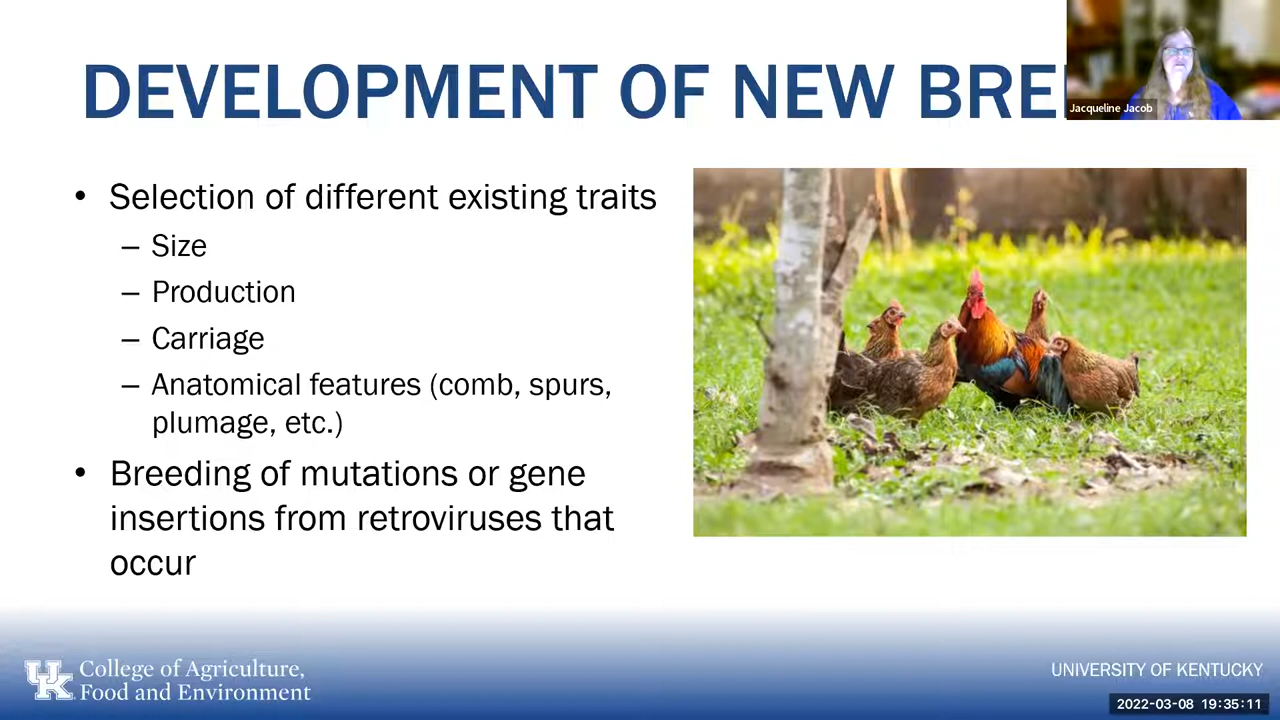 DEVELOPMENT OF NEW BRE
Jacqueline Jacob
• Selection of different existing traits
– Size
– Production
– Carriage
– Anatomical features (comb, spurs,
plumage, etc.)
• Breeding of mutations or gene
insertions from retroviruses that
occur
UK College of Agriculture,
Food and Environment
UNIVERSITY OF KENTUCKY
2022-03-08 19:35:11